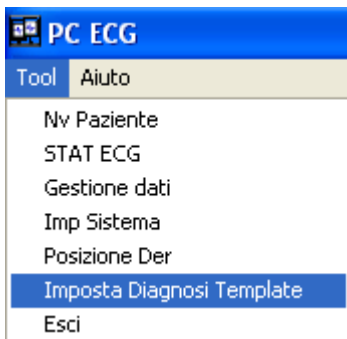 PC ECG
Tool Aiuto
Nv Paziente
STAT ECG
Gestione dati
Imp Sistema
Posizione Der
Imposta Diagnosi Template
Esci